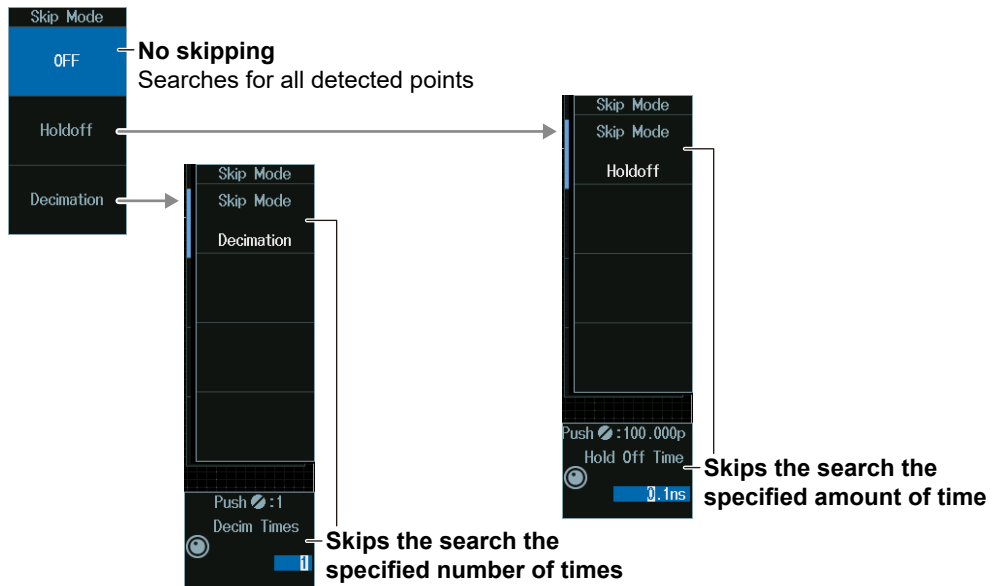 Skip Mode
OFF
No skipping
Searches for all detected points
Holdoff
Decimation
Skip Mode
Skip Mode
Decimation
Push :1
Decim Times
1
Skips the search the
specified number of times
Skip Mode
Skip Mode
Holdoff
Push :100.000p
Hold Off Time
0.1ns
Skips the search the
specified amount of time